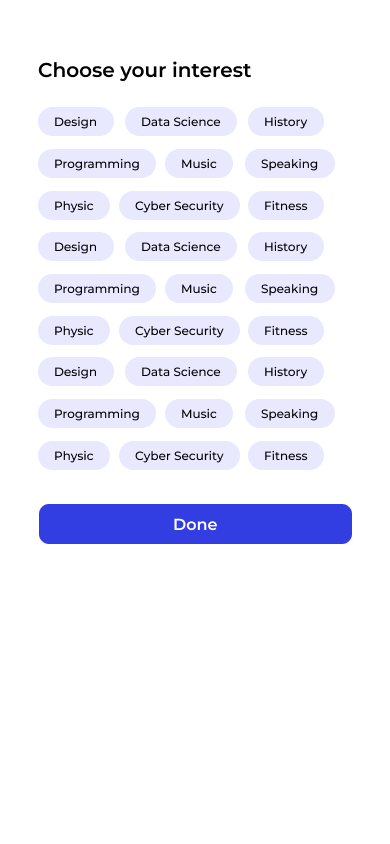 Choose your interest
Design Data Science History
Programming Music Speaking
Physic Cyber Security Fitness
Design Data Science History
Programming Music Speaking
Physic Cyber Security Fitness
Design Data Science History
Programming Music Speaking
Physic Cyber Security Fitness
Done